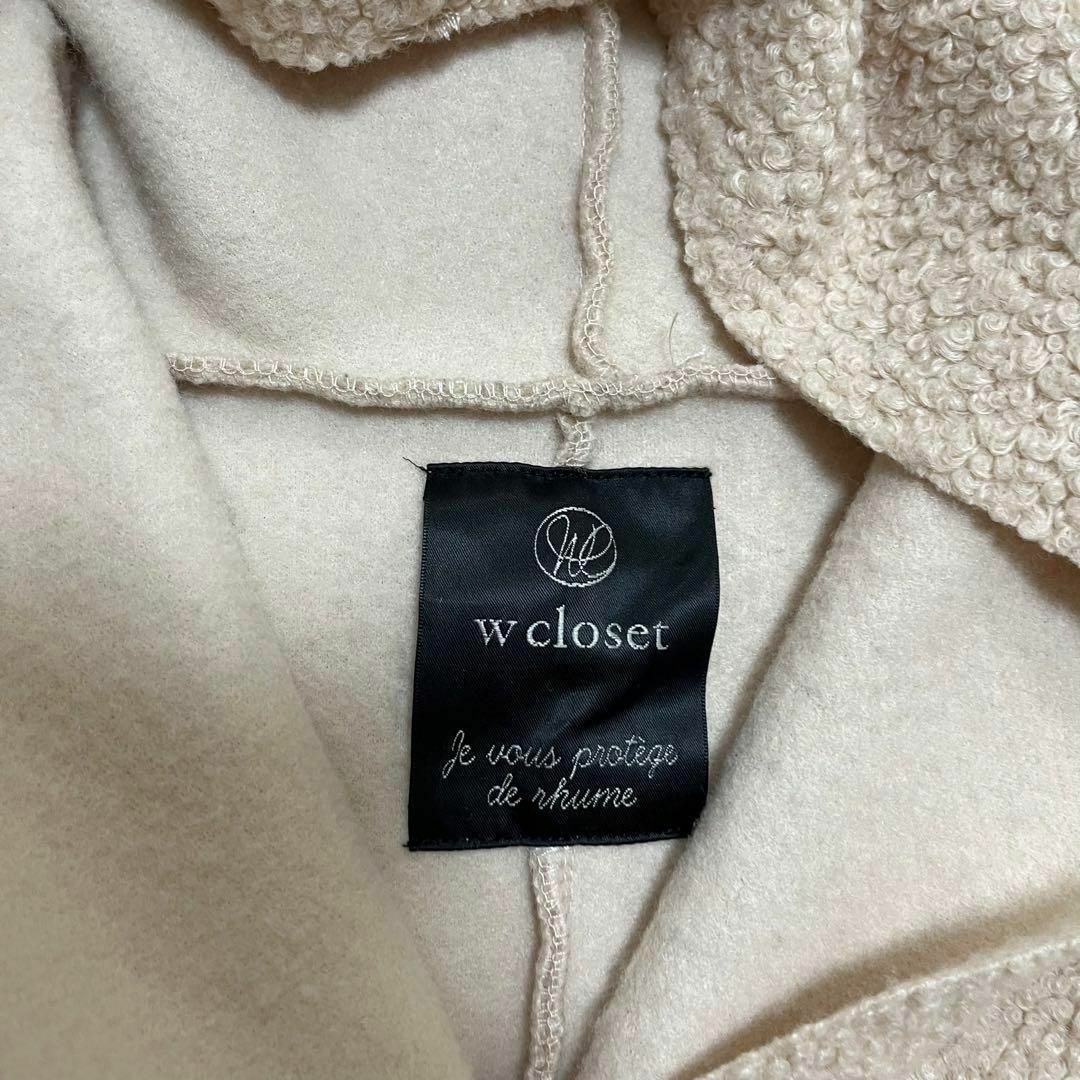 w closet
Je vous protège
de rhume